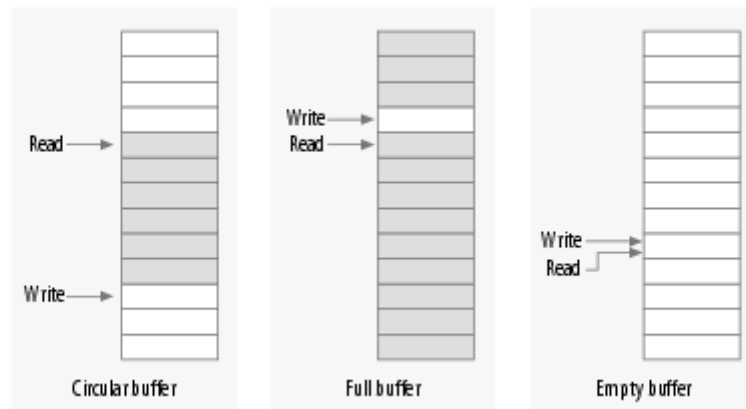 Read
Write
Circular buffer
Write
Read
Full buffer
Write
Read
Empty buffer